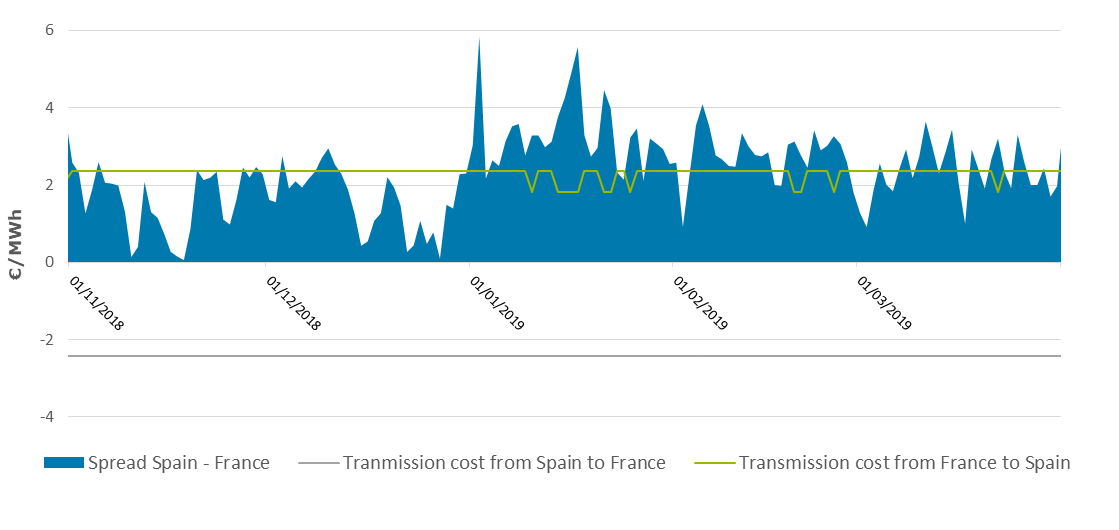 6
4
2
0
-2
-4
€/MWh
01/11/2018
01/12/2018
01/01/2019
01/02/2019
01/03/2019
Spread Spain - France
Tranmission cost from Spain to France
Transmission cost from France to Spain